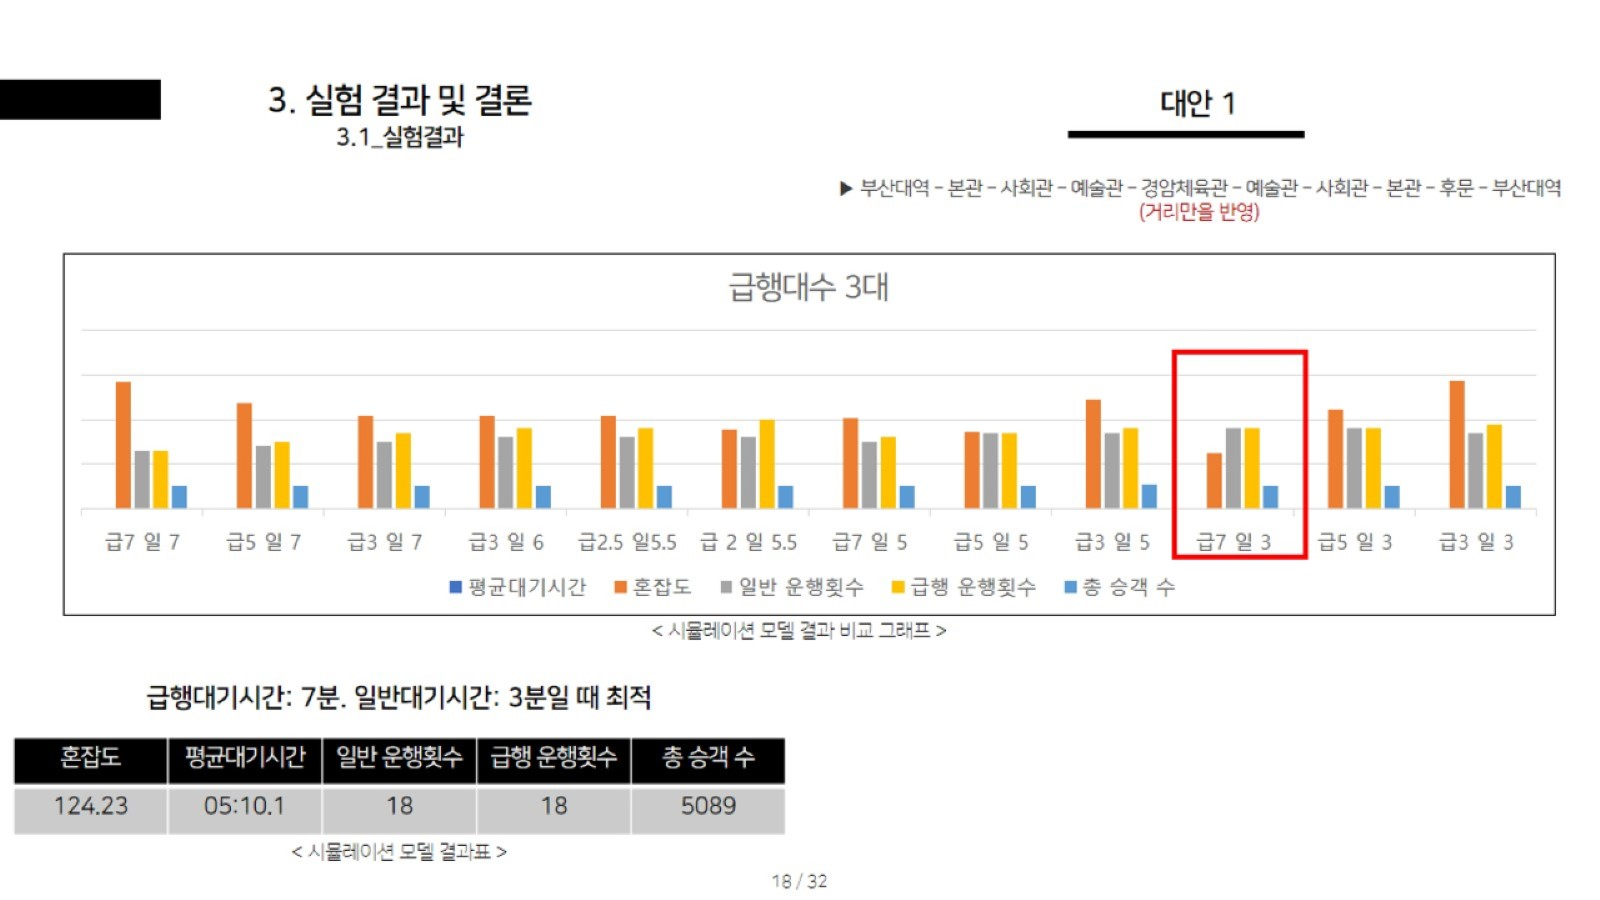 3. 실험 결과 및 결론
3.1_실험결과
대안 1
▶ 부산대역 – 본관 – 사회관 – 예술관 – 경암체육관 – 예술관 – 사회관 – 본관 – 후문 – 부산대역
(거리만을 반영)
급행대수 3대
급7 일 7 급5 일 7 급3 일 7 급3 일 6 급2.5 일5.5 급 2 일 5.5 급7 일 5 급5 일 5 급3 일 5 급7 일 3 급5 일 3 급3 일 3
평균대기시간 혼잡도 일반 운행횟수 급행 운행횟수 총 승객 수
< 시뮬레이션 모델 결과 비교 그래프 >
급행대기시간: 7분. 일반대기시간: 3분일 때 최적
혼잡도 평균대기시간 일반 운행횟수 급행 운행횟수 총 승객 수
124.23 05:10.1 18 18 5089
< 시뮬레이션 모델 결과표 >
18 / 32